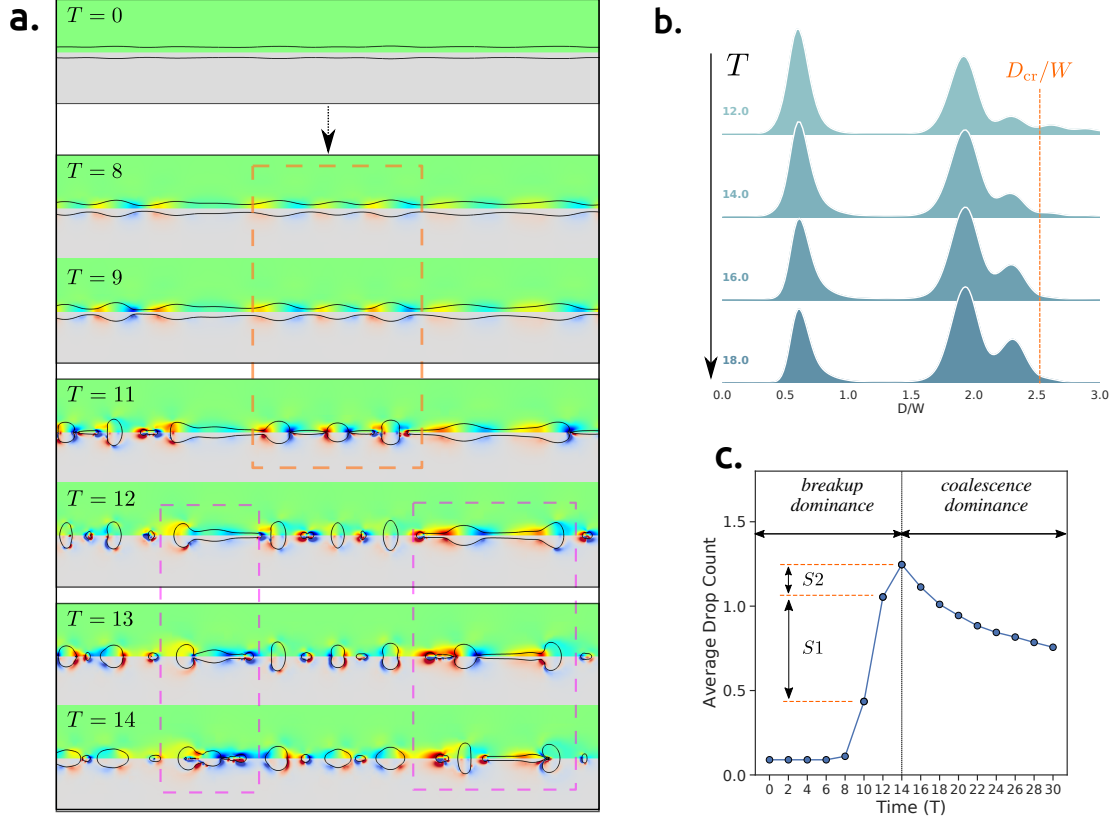 a.
T = 0
T = 8
T = 9
T = 11
T = 12
T = 13
T = 14
b.
T
D_cr/W
12.0
14.0
16.0
18.0
0.0 0.5 1.0 1.5 2.0 2.5 3.0
D/W
c.
breakup
dominance
coalescence
dominance
S2
S1
Average Drop Count
1.5
1.0
0.5
0.0
0 2 4 6 8 10 12 14 16 18 20 22 24 26 28 30
Time (T)